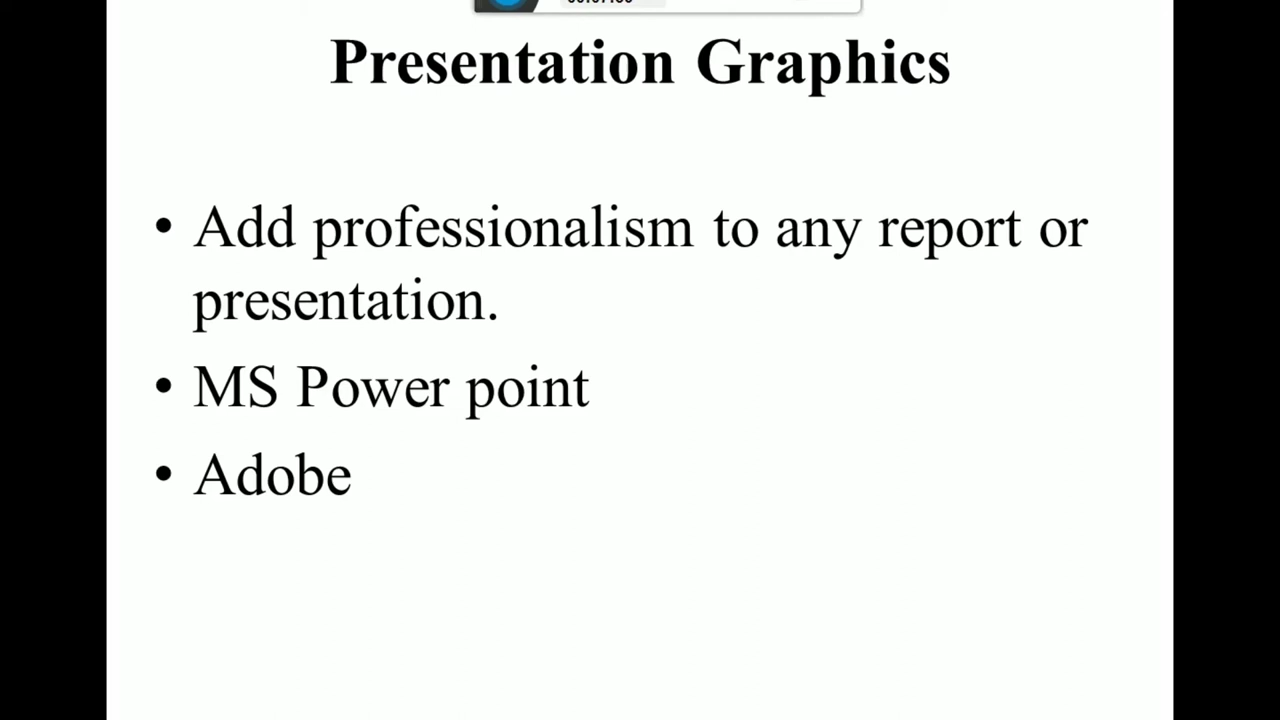 Presentation Graphics
• Add professionalism to any report or
presentation.
• MS Power point
• Adobe